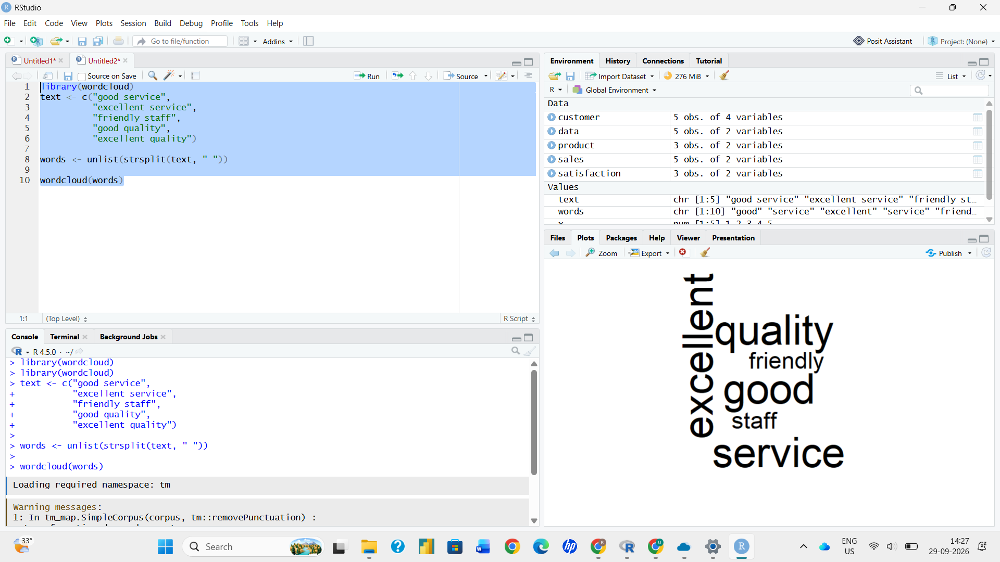 RStudio
File Edit Code View Plots Session Build Debug Profile Tools Help
Go to file/function Addins Posit Assistant Project: (None)
Untitled1* Untitled2*
Source on Save Run Source
1 library(wordcloud)
2 text <- c("good service",
3 "excellent service",
4 "friendly staff",
5 "good quality",
6 "excellent quality")
7
8 words <- unlist(strsplit(text, " "))
9
10 wordcloud(words)
1:1 (Top Level) R Script
Console Terminal Background Jobs
R 4.5.0 · ~/
> library(wordcloud)
> library(wordcloud)
> text <- c("good service",
+ "excellent service",
+ "friendly staff",
+ "good quality",
+ "excellent quality")
>
> words <- unlist(strsplit(text, " "))
>
> wordcloud(words)
Loading required namespace: tm
Warning messages:
1: In tm_map.SimpleCorpus(corpus, tm::removePunctuation) :
Environment History Connections Tutorial
Import Dataset 276 MiB List
R Global Environment
Data
customer 5 obs. of 4 variables
data 5 obs. of 2 variables
product 3 obs. of 2 variables
sales 5 obs. of 2 variables
satisfaction 3 obs. of 2 variables
Values
text chr [1:5] "good service" "excellent service" "friendly st…
words chr [1:10] "good" "service" "excellent" "service" "friend…
x num [1:5] 1 2 3 4 5
Files Plots Packages Help Viewer Presentation
Zoom Export Publish
excellent
quality
friendly
good
staff
service
33°
Search
ENG
US
14:27
29-09-2026